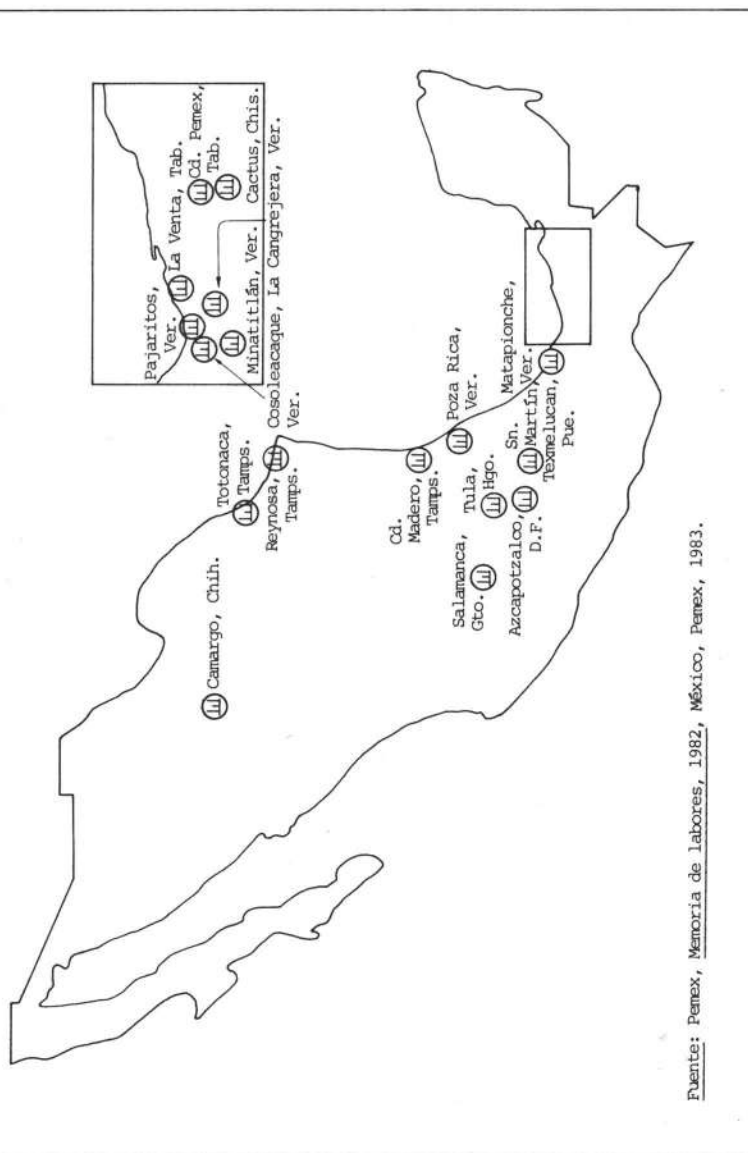 Pajaritos,
Ver.
La Venta, Tab.
Cd. Pemex,
Tab.
Cactus, Chis.
Minatitlán, Ver.
Cosoleacaque, La Cangrejera, Ver.
Ver.
Totonaca,
Tamps.
Reynosa,
Tamps.
Camargo, Chih.
Cd.
Madero,
Tamps.
Poza Rica,
Ver.
Matapionche,
Ver.
Salamanca,
Gto.
Tula,
Hgo.
Azcapotzalco,
D.F.
Sn.
Martín,
Texmelucan,
Pue.
Fuente: Pemex, Memoria de labores, 1982, México, Pemex, 1983.